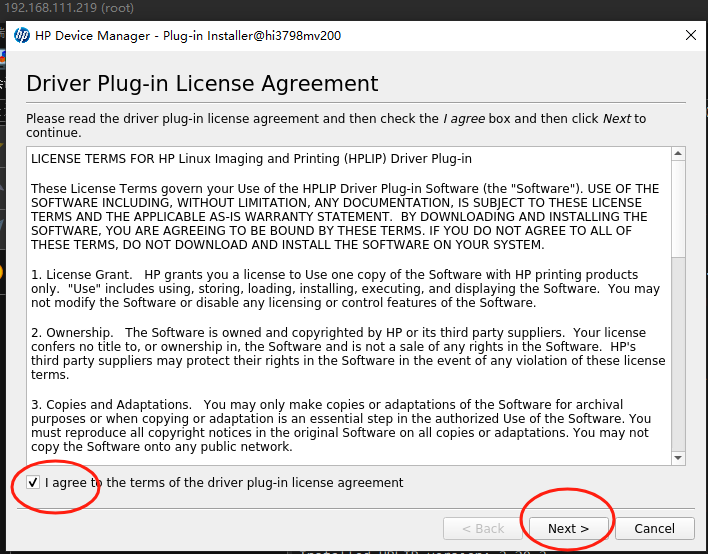 192.168.111.219 (root)
HP Device Manager - Plug-in Installer@hi3798mv200
Driver Plug-in License Agreement
Please read the driver plug-in license agreement and then check the I agree box and then click Next to
continue.
LICENSE TERMS FOR HP Linux Imaging and Printing (HPLIP) Driver Plug-in
These License Terms govern your Use of the HPLIP Driver Plug-in Software (the "Software"). USE OF THE
SOFTWARE INCLUDING, WITHOUT LIMITATION, ANY DOCUMENTATION, IS SUBJECT TO THESE LICENSE
TERMS AND THE APPLICABLE AS-IS WARRANTY STATEMENT.  BY DOWNLOADING AND INSTALLING THE
SOFTWARE, YOU ARE AGREEING TO BE BOUND BY THESE TERMS. IF YOU DO NOT AGREE TO ALL OF
THESE TERMS, DO NOT DOWNLOAD AND INSTALL THE SOFTWARE ON YOUR SYSTEM.
1. License Grant.   HP grants you a license to Use one copy of the Software with HP printing products
only.  "Use" includes using, storing, loading, installing, executing, and displaying the Software.  You may
not modify the Software or disable any licensing or control features of the Software.
2. Ownership.   The Software is owned and copyrighted by HP or its third party suppliers.  Your license
confers no title to, or ownership in, the Software and is not a sale of any rights in the Software.  HP's
third party suppliers may protect their rights in the Software in the event of any violation of these license
terms.
3. Copies and Adaptations.   You may only make copies or adaptations of the Software for archival
purposes or when copying or adaptation is an essential step in the authorized Use of the Software. You
must reproduce all copyright notices in the original Software on all copies or adaptations. You may not
copy the Software onto any public network.
I agree to the terms of the driver plug-in license agreement
< Back
Next >
Cancel